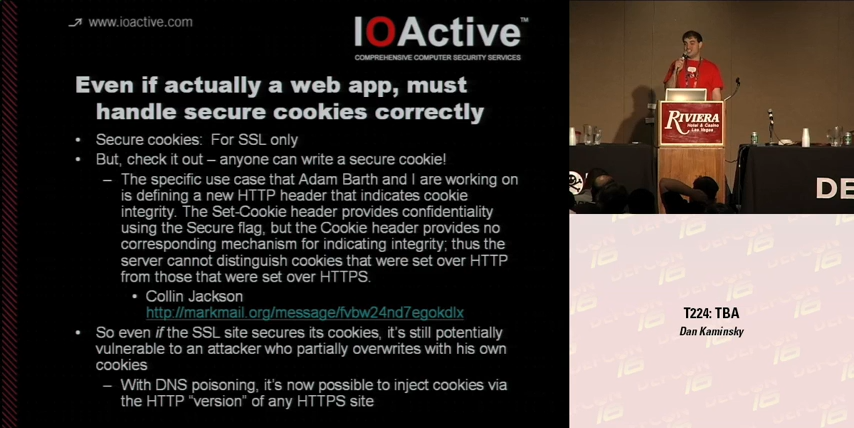 www.ioactive.com
IOActive™
COMPREHENSIVE COMPUTER SECURITY SERVICES
Even if actually a web app, must
handle secure cookies correctly
• Secure cookies: For SSL only
• But, check it out – anyone can write a secure cookie!
– The specific use case that Adam Barth and I are working on
is defining a new HTTP header that indicates cookie
integrity. The Set-Cookie header provides confidentiality
using the Secure flag, but the Cookie header provides no
corresponding mechanism for indicating integrity; thus the
server cannot distinguish cookies that were set over HTTP
from those that were set over HTTPS.
• Collin Jackson
http://markmail.org/message/fvbw24nd7egokdlx
• So even if the SSL site secures its cookies, it's still potentially
vulnerable to an attacker who partially overwrites with his own
cookies
– With DNS poisoning, it's now possible to inject cookies via
the HTTP "version" of any HTTPS site
RIVIERA
Hotel & Casino
Las Vegas
DE
T224: TBA
Dan Kaminsky